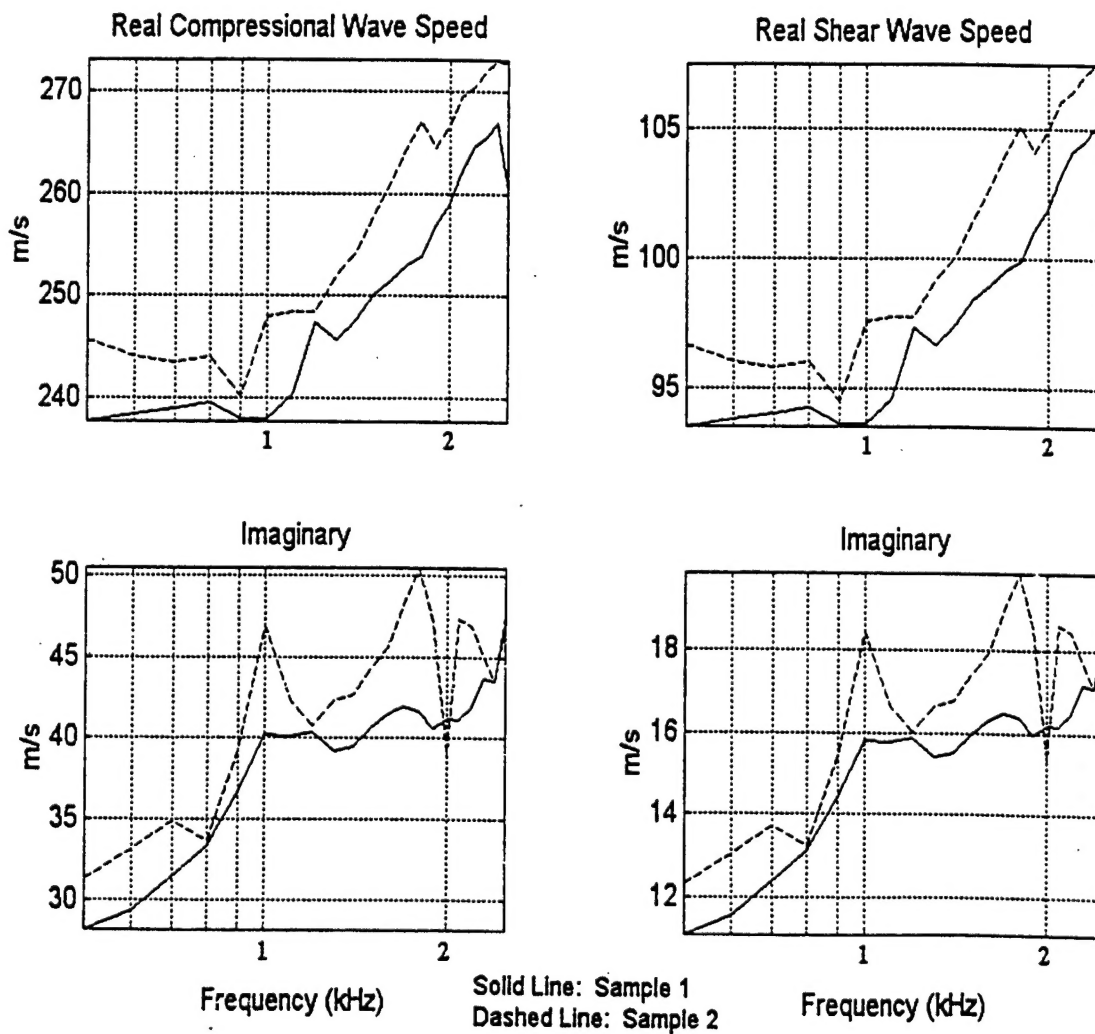 Real Compressional Wave Speed
270
260
250
240
m/s
1
2
Real Shear Wave Speed
105
100
95
m/s
1
2
Imaginary
50
45
40
35
30
m/s
1
2
Frequency (kHz)
Imaginary
18
16
14
12
m/s
1
2
Frequency (kHz)
Solid Line: Sample 1
Dashed Line: Sample 2